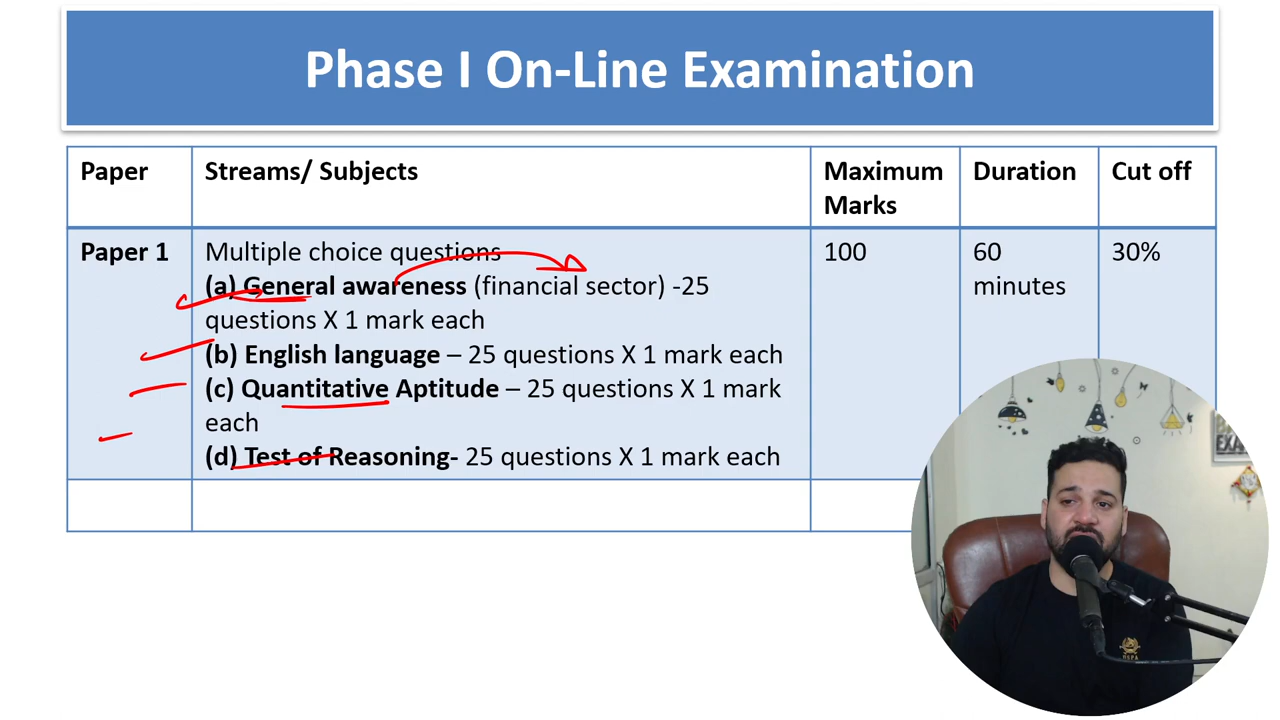 Phase I On-Line Examination
Paper
Streams/ Subjects
Maximum
Marks
Duration
Cut off
Paper 1
Multiple choice questions
(a) General awareness (financial sector) -25
questions X 1 mark each
(b) English language – 25 questions X 1 mark each
(c) Quantitative Aptitude – 25 questions X 1 mark
each
(d) Test of Reasoning- 25 questions X 1 mark each
100
60
minutes
30%